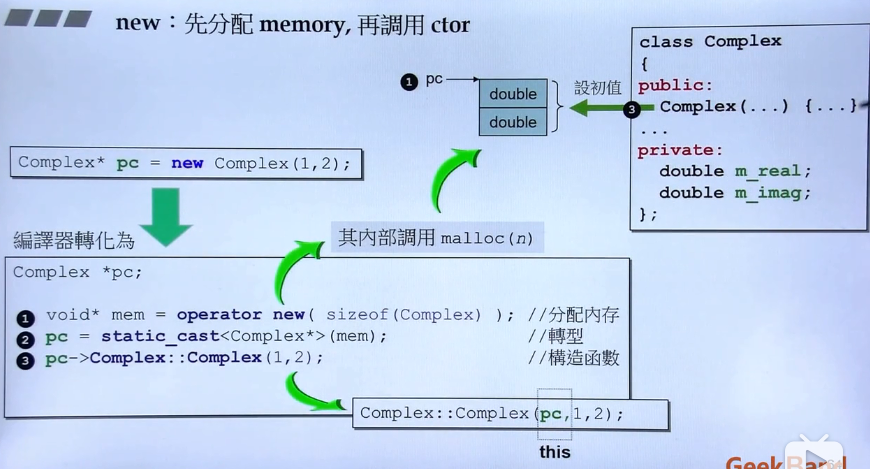 new：先分配 memory, 再調用 ctor
class Complex
{
public:
Complex(...) {...}
...
private:
double m_real;
double m_imag;
};
1 pc
double
double
設初值
3
Complex* pc = new Complex(1,2);
編譯器轉化為
其內部調用 malloc(n)
Complex *pc;
1 void* mem = operator new( sizeof(Complex) ); //分配內存
2 pc = static_cast<Complex*>(mem); //轉型
3 pc->Complex::Complex(1,2); //構造函數
Complex::Complex(pc,1,2);
this